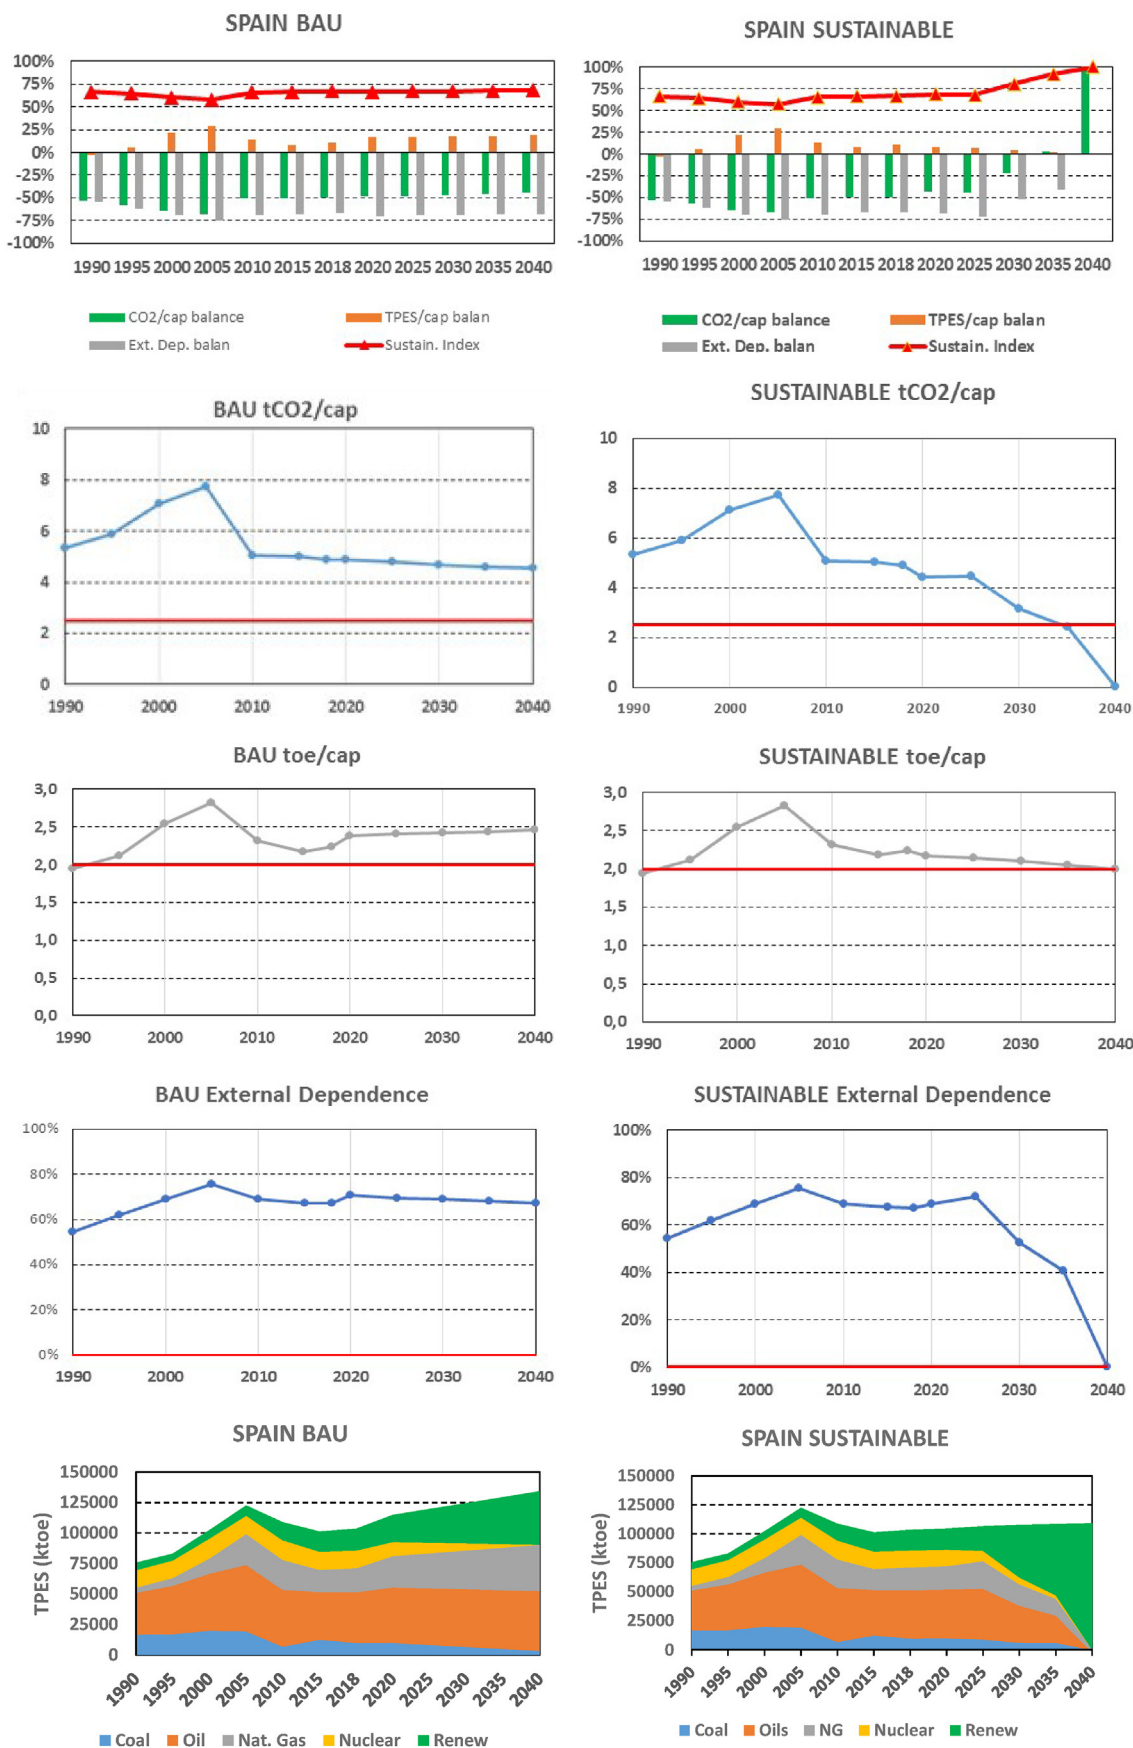 SPAIN BAU
100%
75%
50%
25%
0%
-25%
-50%
-75%
-100%
1990 1995 2000 2005 2010 2015 2018 2020 2025 2030 2035 2040
CO2/cap balance TPES/cap balan
Ext. Dep. balan Sustain. Index
SPAIN SUSTAINABLE
100%
75%
50%
25%
0%
-25%
-50%
-75%
-100%
1990 1995 2000 2005 2010 2015 2018 2020 2025 2030 2035 2040
CO2/cap balance TPES/cap balan
Ext. Dep. balan Sustain. Index
BAU tCO2/cap
10
8
6
4
2
0
1990 2000 2010 2020 2030 2040
SUSTAINABLE tCO2/cap
10
8
6
4
2
0
1990 2000 2010 2020 2030 2040
BAU toe/cap
3,0
2,5
2,0
1,5
1,0
0,5
0,0
1990 2000 2010 2020 2030 2040
SUSTAINABLE toe/cap
3,0
2,5
2,0
1,5
1,0
0,5
0,0
1990 2000 2010 2020 2030 2040
BAU External Dependence
100%
80%
60%
40%
20%
0%
1990 2000 2010 2020 2030 2040
SUSTAINABLE External Dependence
100%
80%
60%
40%
20%
0%
1990 2000 2010 2020 2030 2040
SPAIN BAU
TPES (ktoe)
150000
125000
100000
75000
50000
25000
0
1990 1995 2000 2005 2010 2015 2018 2020 2025 2030 2035 2040
Coal Oil Nat. Gas Nuclear Renew
SPAIN SUSTAINABLE
TPES (ktoe)
150000
125000
100000
75000
50000
25000
0
1990 1995 2000 2005 2010 2015 2018 2020 2025 2030 2035 2040
Coal Oils NG Nuclear Renew